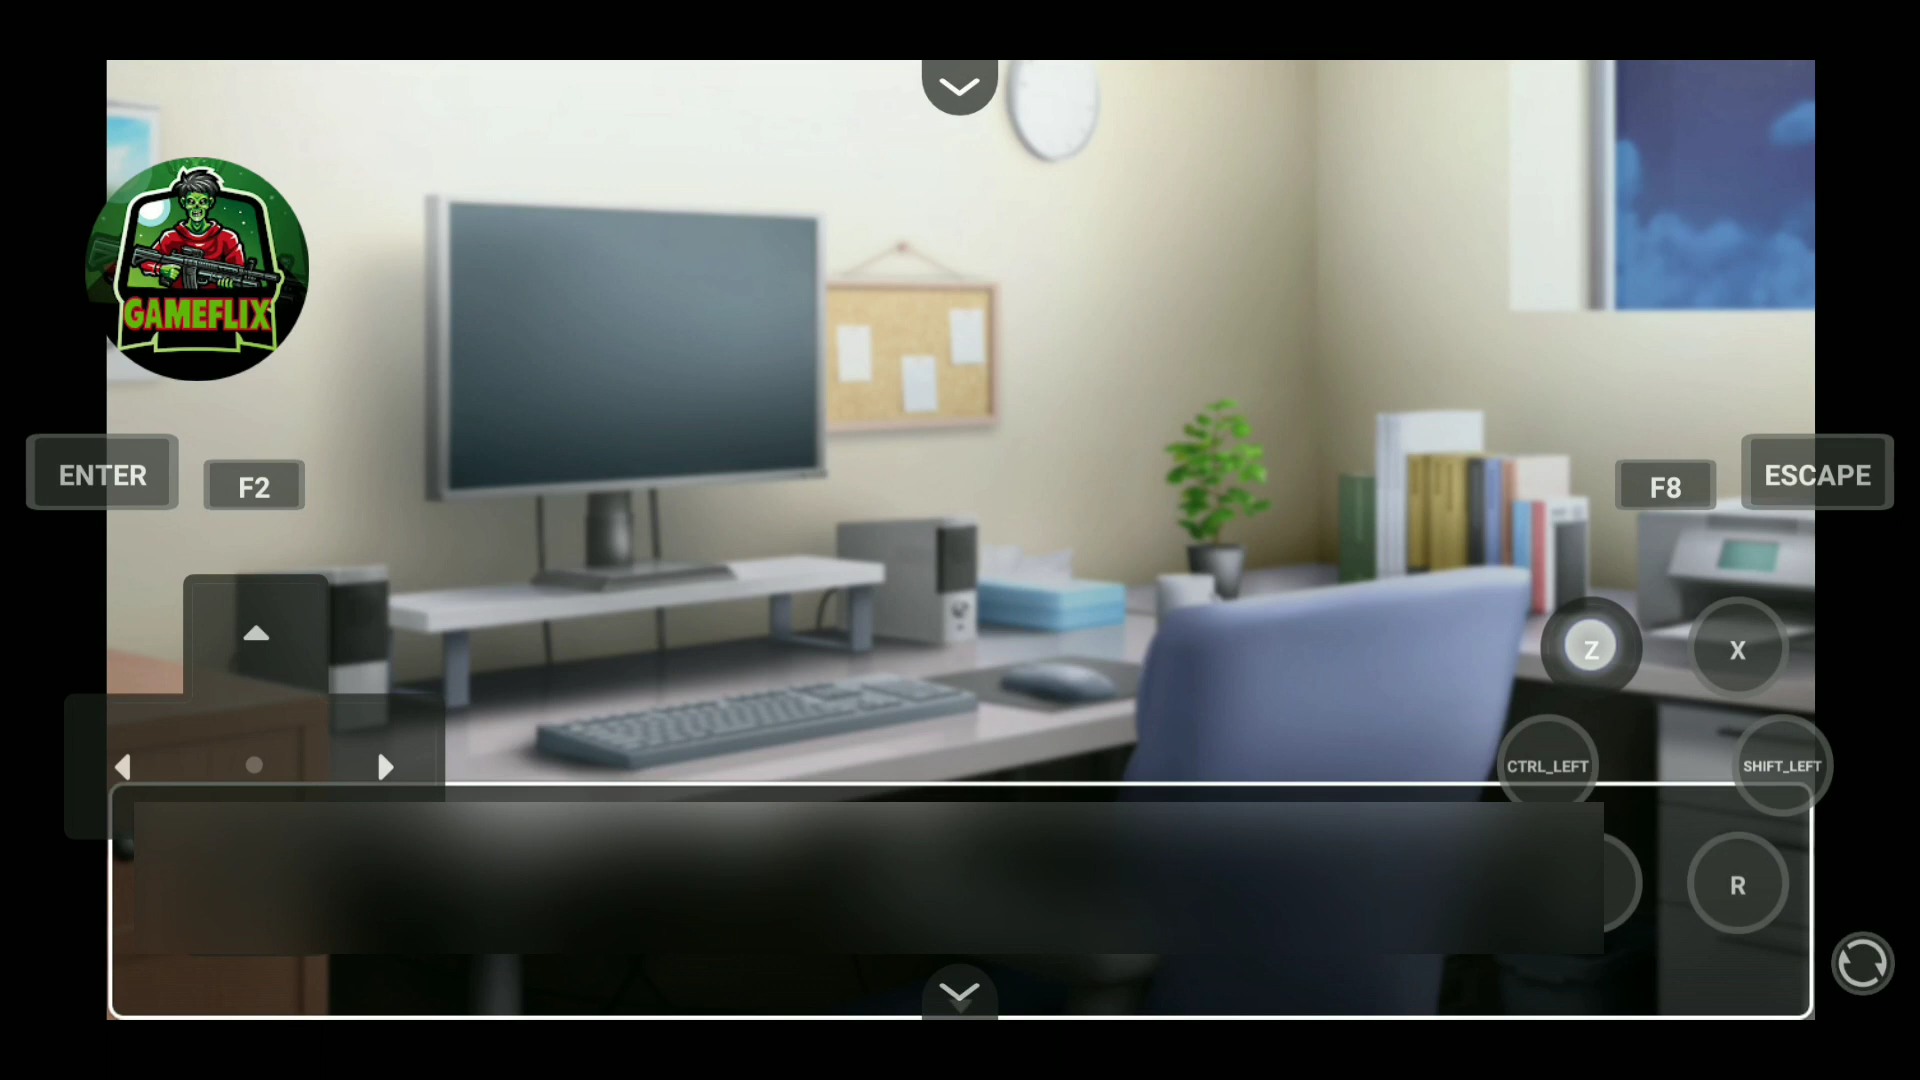 GAMEFLIX
ENTER
F2
F8
ESCAPE
Z
X
CTRL_LEFT
SHIFT_LEFT
R